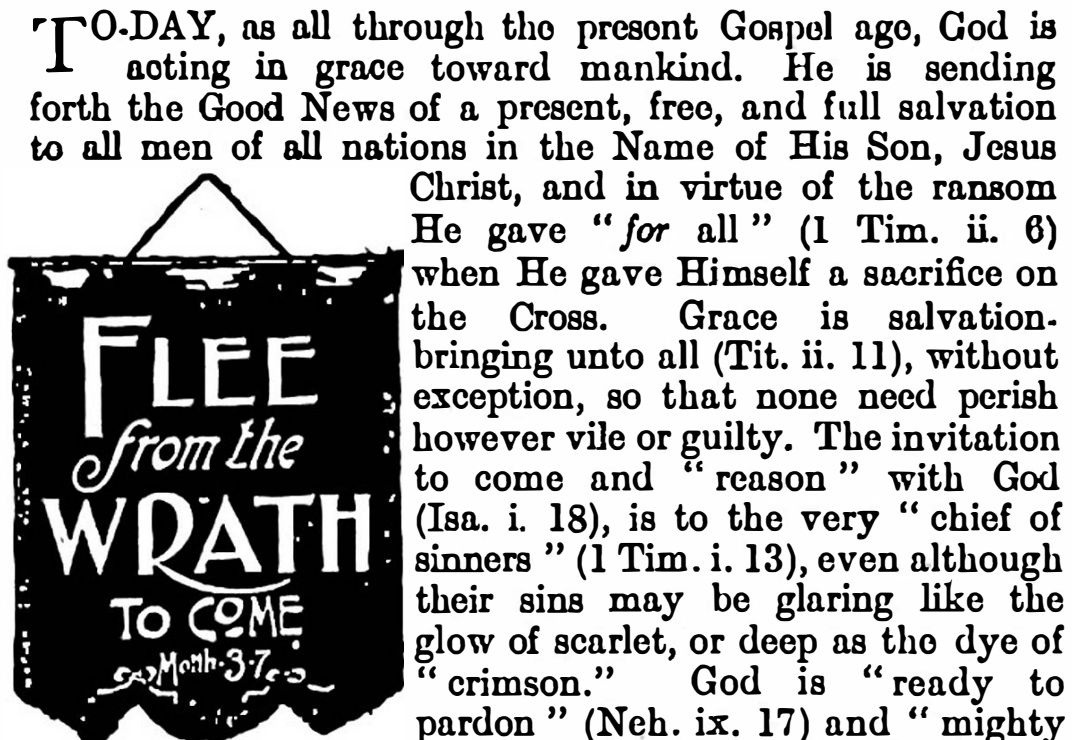 TO-DAY, as all through the present Gospel age, God is
acting in grace toward mankind. He is sending
forth the Good News of a present, free, and full salvation
to all men of all nations in the Name of His Son, Jesus
Christ, and in virtue of the ransom
He gave “for all” (1 Tim. ii. 6)
when He gave Himself a sacrifice on
the Cross. Grace is salvation-
bringing unto all (Tit. ii. 11), without
exception, so that none need perish
however vile or guilty. The invitation
to come and “reason” with God
(Isa. i. 18), is to the very “chief of
sinners” (1 Tim. i. 13), even although
their sins may be glaring like the
glow of scarlet, or deep as the dye of
“crimson.” God is “ready to
pardon” (Neh. ix. 17) and “mighty
FLEE
from the
WRATH
TO COME
Math. 3.7